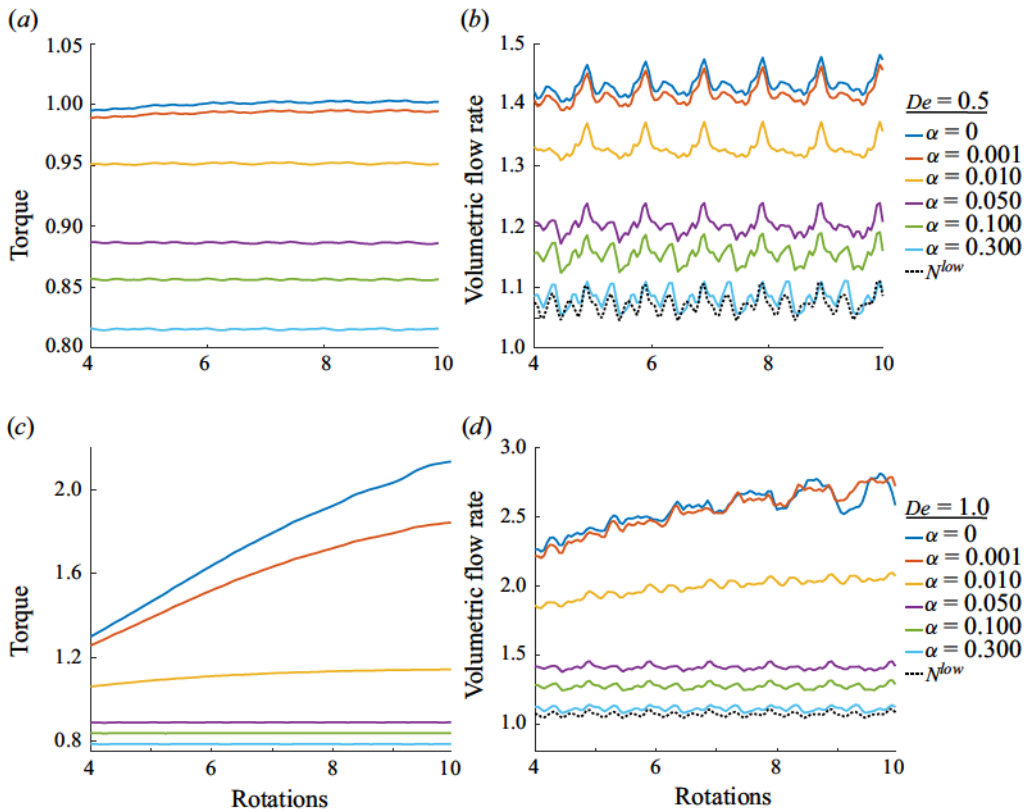 (a)
1.05
1.00
0.95
0.90
0.85
0.80
Torque
4
6
8
10
(b)
1.5
1.4
1.3
1.2
1.1
1.0
Volumetric flow rate
4
6
8
10
De = 0.5
α = 0
α = 0.001
α = 0.010
α = 0.050
α = 0.100
α = 0.300
N^low
(c)
2.0
1.6
1.2
0.8
Torque
4
6
8
10
Rotations
(d)
3.0
2.5
2.0
1.5
1.0
Volumetric flow rate
4
6
8
10
Rotations
De = 1.0
α = 0
α = 0.001
α = 0.010
α = 0.050
α = 0.100
α = 0.300
N^low